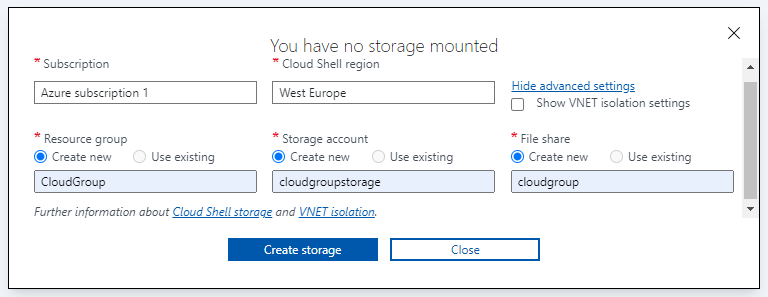 You have no storage mounted
* Subscription
* Cloud Shell region
Azure subscription 1
West Europe
Hide advanced settings
Show VNET isolation settings
* Resource group
* Storage account
* File share
Create new Use existing
Create new Use existing
Create new Use existing
CloudGroup
cloudgroupstorage
cloudgroup
Further information about Cloud Shell storage and VNET isolation.
Create storage
Close